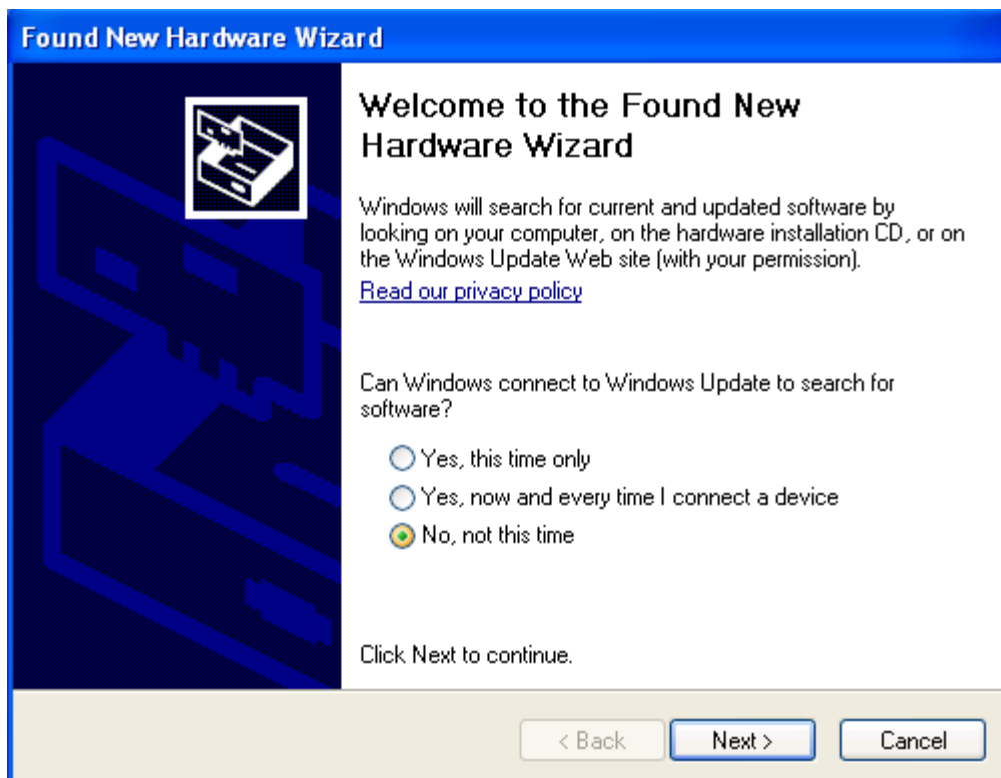 Found New Hardware Wizard
Welcome to the Found New
Hardware Wizard
Windows will search for current and updated software by
looking on your computer, on the hardware installation CD, or on
the Windows Update Web site (with your permission).
Read our privacy policy
Can Windows connect to Windows Update to search for
software?
Yes, this time only
Yes, now and every time I connect a device
No, not this time
Click Next to continue.
< Back Next > Cancel